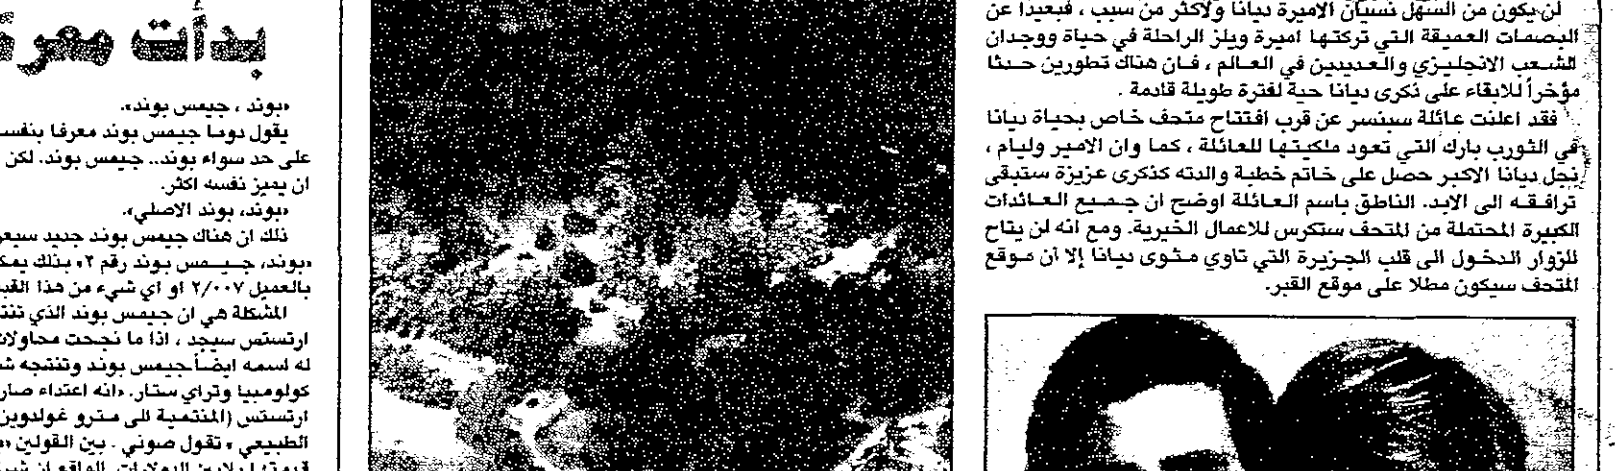 لن يكون من السهل نسيان الاميرة ديانا ولاكثر من سبب ، فبعيدا عن
البصمات العميقة التي تركتها اميرة ويلز الراحلة في حياة ووجدان
الشعب الانجليزي والعديدين في العالم ، فان هناك تطورين حدثا
مؤخراً للابقاء على ذكرى ديانا حية لفترة طويلة قادمة .
فقد اعلنت عائلة سبنسر عن قرب افتتاح متحف خاص بحياة ديانا
في الثورب بارك التي تعود ملكيتها للعائلة ، كما وان الامير وليام ،
نجل ديانا الاكبر حصل على خاتم خطبة والدته كذكرى عزيزة ستبقى
ترافقه الى الابد. الناطق باسم العائلة اوضح ان جميع العائدات
الكبيرة المحتملة من المتحف ستكرس للاعمال الخيرية. ومع انه لن يتاح
للزوار الدخول الى قلب الجزيرة التي تاوي مثوى ديانا إلا أن موقع
المتحف سيكون مطلا على موقع القبر.
بدأت
«بوند ، جيمس بوند».
يقول دوما جيمس بوند معرفا بنفسه
على حد سواء بوند.. جيمس بوند. لكن
ان يميز نفسه اكثر.
«بوند، بوند الاصلي».
ذلك ان هناك جيمس بوند جديد
«بوند، جيمس بوند رقم ٢» بذلك
بالعميل ٢/٠٠٧ او اي شيء من هذا
المشكلة هي ان جيمس بوند الذي
ارتستس سيجد ، اذا ما نجحت محاولات
له اسمه ايضاً جيمس بوند وتنتجه
كولومبيا وتراي ستار. «انه اعتداء
ارتستس (المنتمية الى مترو غولدوين
الطبيعي » تقول صوني . بين القولين